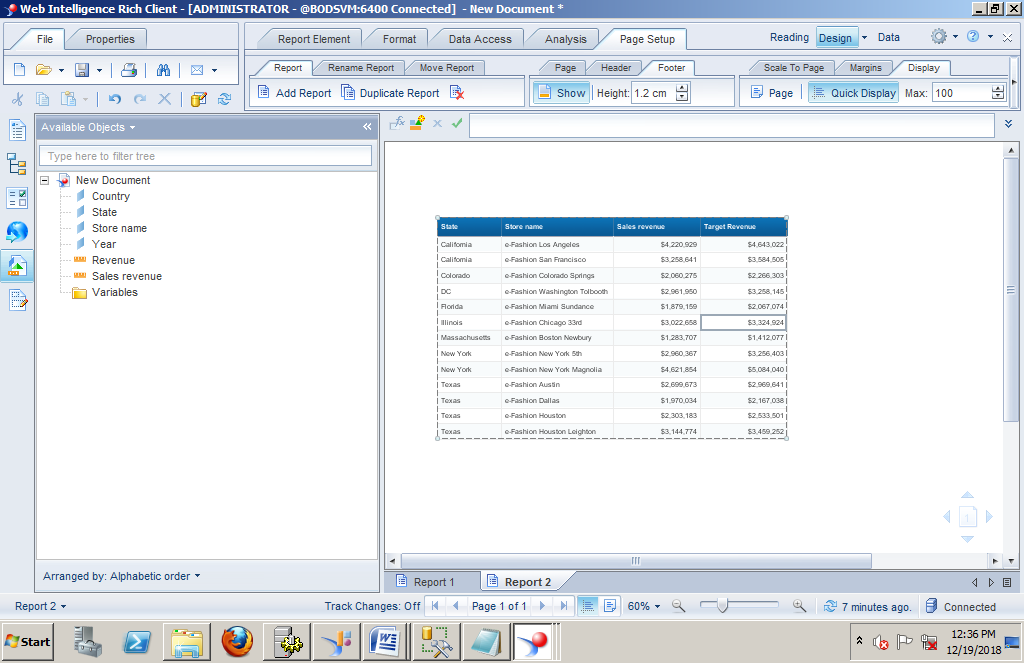 Web Intelligence Rich Client - [ADMINISTRATOR - @BODSVM:6400 Connected] - New Document *
File Properties
Report Element Format Data Access Analysis Page Setup
Reading Design Data
Report Rename Report Move Report
Page Header Footer
Scale To Page Margins Display
Add Report Duplicate Report
Show Height: 1.2 cm
Page Quick Display Max: 100
Available Objects
Type here to filter tree
New Document
Country
State
Store name
Year
Revenue
Sales revenue
Variables
State Store name Sales revenue Target Revenue
California e-Fashion Los Angeles $4,220,929 $4,643,022
California e-Fashion San Francisco $3,258,641 $3,584,505
Colorado e-Fashion Colorado Springs $2,060,275 $2,266,303
DC e-Fashion Washington Tolbooth $2,961,950 $3,258,145
Florida e-Fashion Miami Sundance $1,879,159 $2,067,074
Illinois e-Fashion Chicago 33rd $3,022,658 $3,324,924
Massachusetts e-Fashion Boston Newbury $1,283,707 $1,412,077
New York e-Fashion New York 5th $2,960,367 $3,256,403
New York e-Fashion New York Magnolia $4,621,854 $5,084,040
Texas e-Fashion Austin $2,699,673 $2,969,641
Texas e-Fashion Dallas $1,970,034 $2,167,038
Texas e-Fashion Houston $2,303,183 $2,533,501
Texas e-Fashion Houston Leighton $3,144,774 $3,459,252
1
Arranged by: Alphabetic order
Report 1 Report 2
Report 2
Track Changes: Off
Page 1 of 1
60%
7 minutes ago.
Connected
Start
12:36 PM
12/19/2018